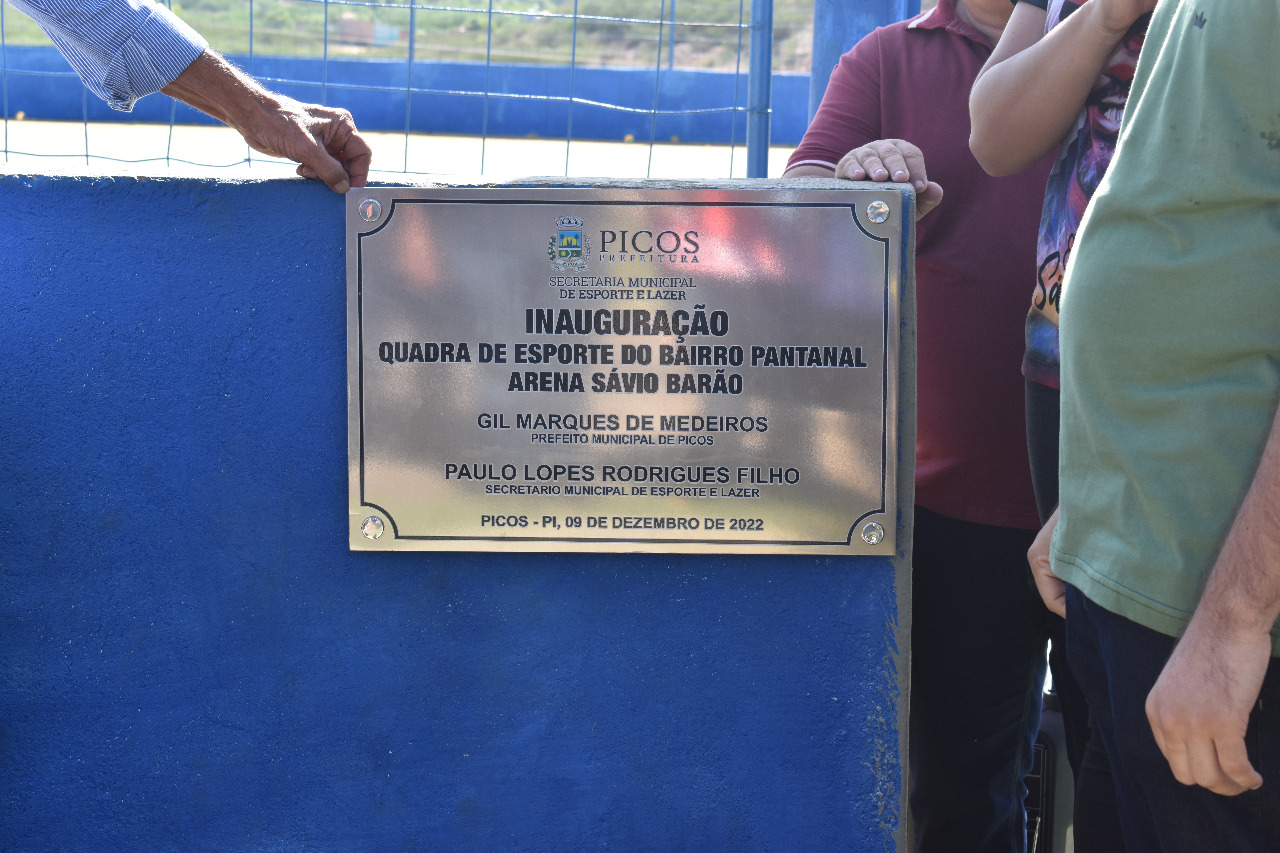 PICOS
PREFEITURA
SECRETARIA MUNICIPAL
DE ESPORTE E LAZER
INAUGURAÇÃO
QUADRA DE ESPORTE DO BAIRRO PANTANAL
ARENA SÁVIO BARÃO
GIL MARQUES DE MEDEIROS
PREFEITO MUNICIPAL DE PICOS
PAULO LOPES RODRIGUES FILHO
SECRETARIO MUNICIPAL DE ESPORTE E LAZER
PICOS - PI, 09 DE DEZEMBRO DE 2022